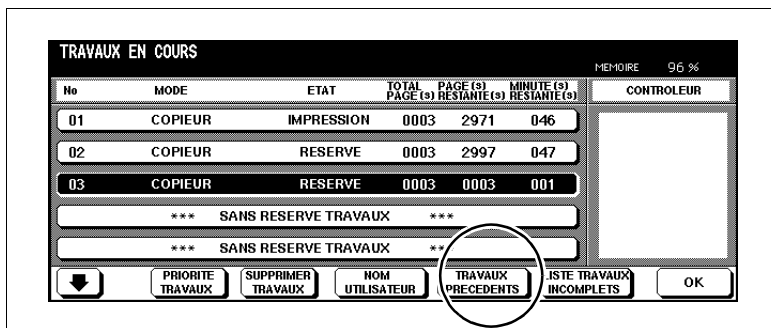 TRAVAUX EN COURS
MEMOIRE 96 %
No MODE ETAT TOTAL PAGE(S) PAGE(S) RESTANTE(S) MINUTE(S) RESTANTE(S) CONTROLEUR
01 COPIEUR IMPRESSION 0003 2971 046
02 COPIEUR RESERVE 0003 2997 047
03 COPIEUR RESERVE 0003 0003 001
*** SANS RESERVE TRAVAUX ***
*** SANS RESERVE TRAVAUX **
PRIORITE TRAVAUX
SUPPRIMER TRAVAUX
NOM UTILISATEUR
TRAVAUX PRECEDENTS
LISTE TRAVAUX INCOMPLETS
OK